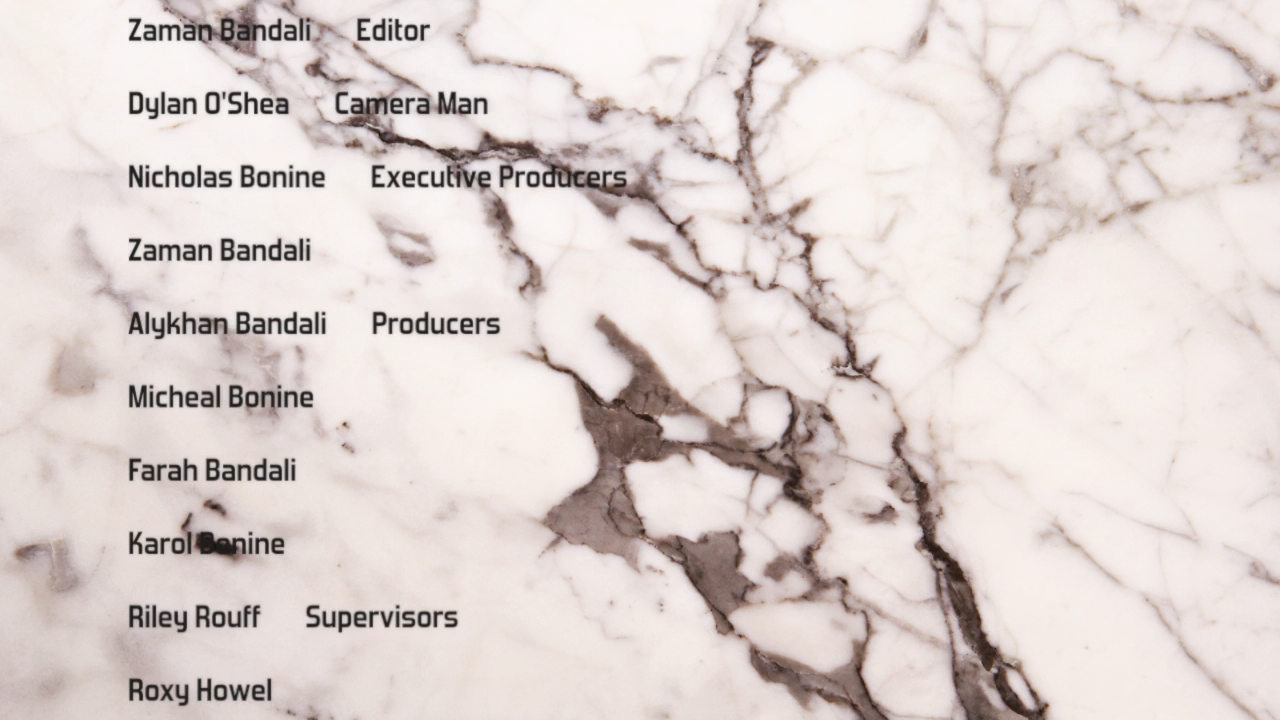 Zaman Bandali Editor
Dylan O'Shea Camera Man
Nicholas Bonine Executive Producers
Zaman Bandali
Alykhan Bandali Producers
Micheal Bonine
Farah Bandali
Karol Bonine
Riley Rouff Supervisors
Roxy Howel